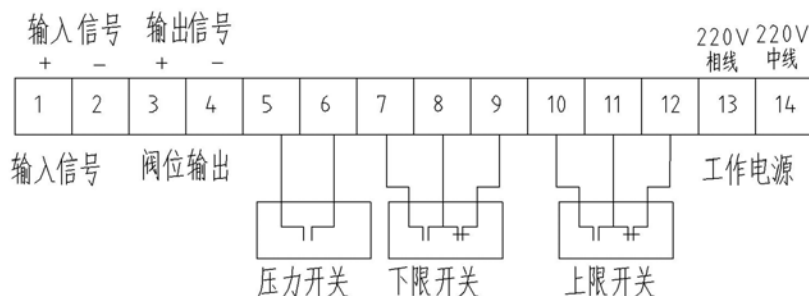 输入信号 输出信号 220V 220V
+ − + − 相线 中线
1 2 3 4 5 6 7 8 9 10 11 12 13 14
输入信号 阀位输出 工作电源
压力开关 下限开关 上限开关